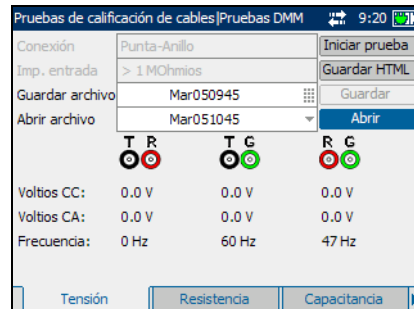 Pruebas de calificación de cables|Pruebas DMM 9:20
Conexión Punta-Anillo Iniciar prueba
Imp. entrada > 1 MOhmios Guardar HTML
Guardar archivo Mar050945 Guardar
Abrir archivo Mar051045 Abrir
T R T G R G
Voltios CC: 0.0 V 0.0 V 0.0 V
Voltios CA: 0.0 V 0.0 V 0.0 V
Frecuencia: 0 Hz 60 Hz 47 Hz
Tensión Resistencia Capacitancia